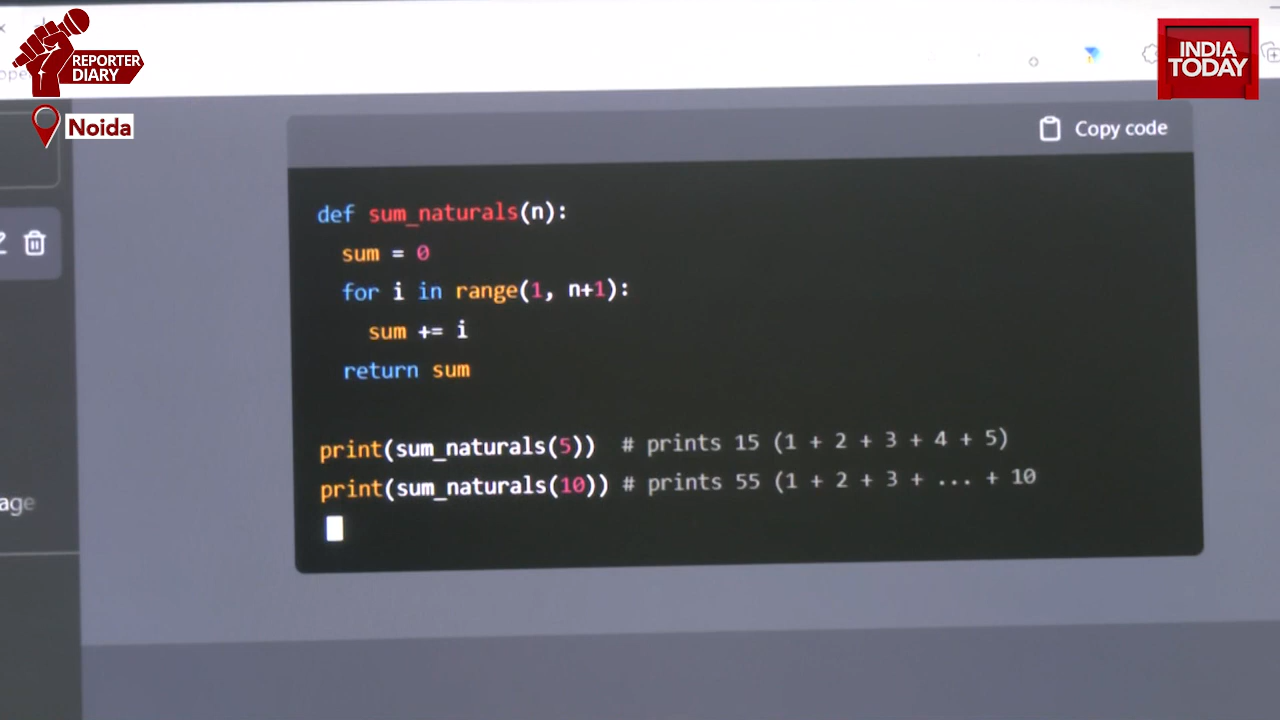 REPORTER
DIARY
Noida
INDIA
TODAY
Copy code
def sum_naturals(n):
sum = 0
for i in range(1, n+1):
sum += i
return sum
print(sum_naturals(5)) # prints 15 (1 + 2 + 3 + 4 + 5)
print(sum_naturals(10)) # prints 55 (1 + 2 + 3 + ... + 10
age